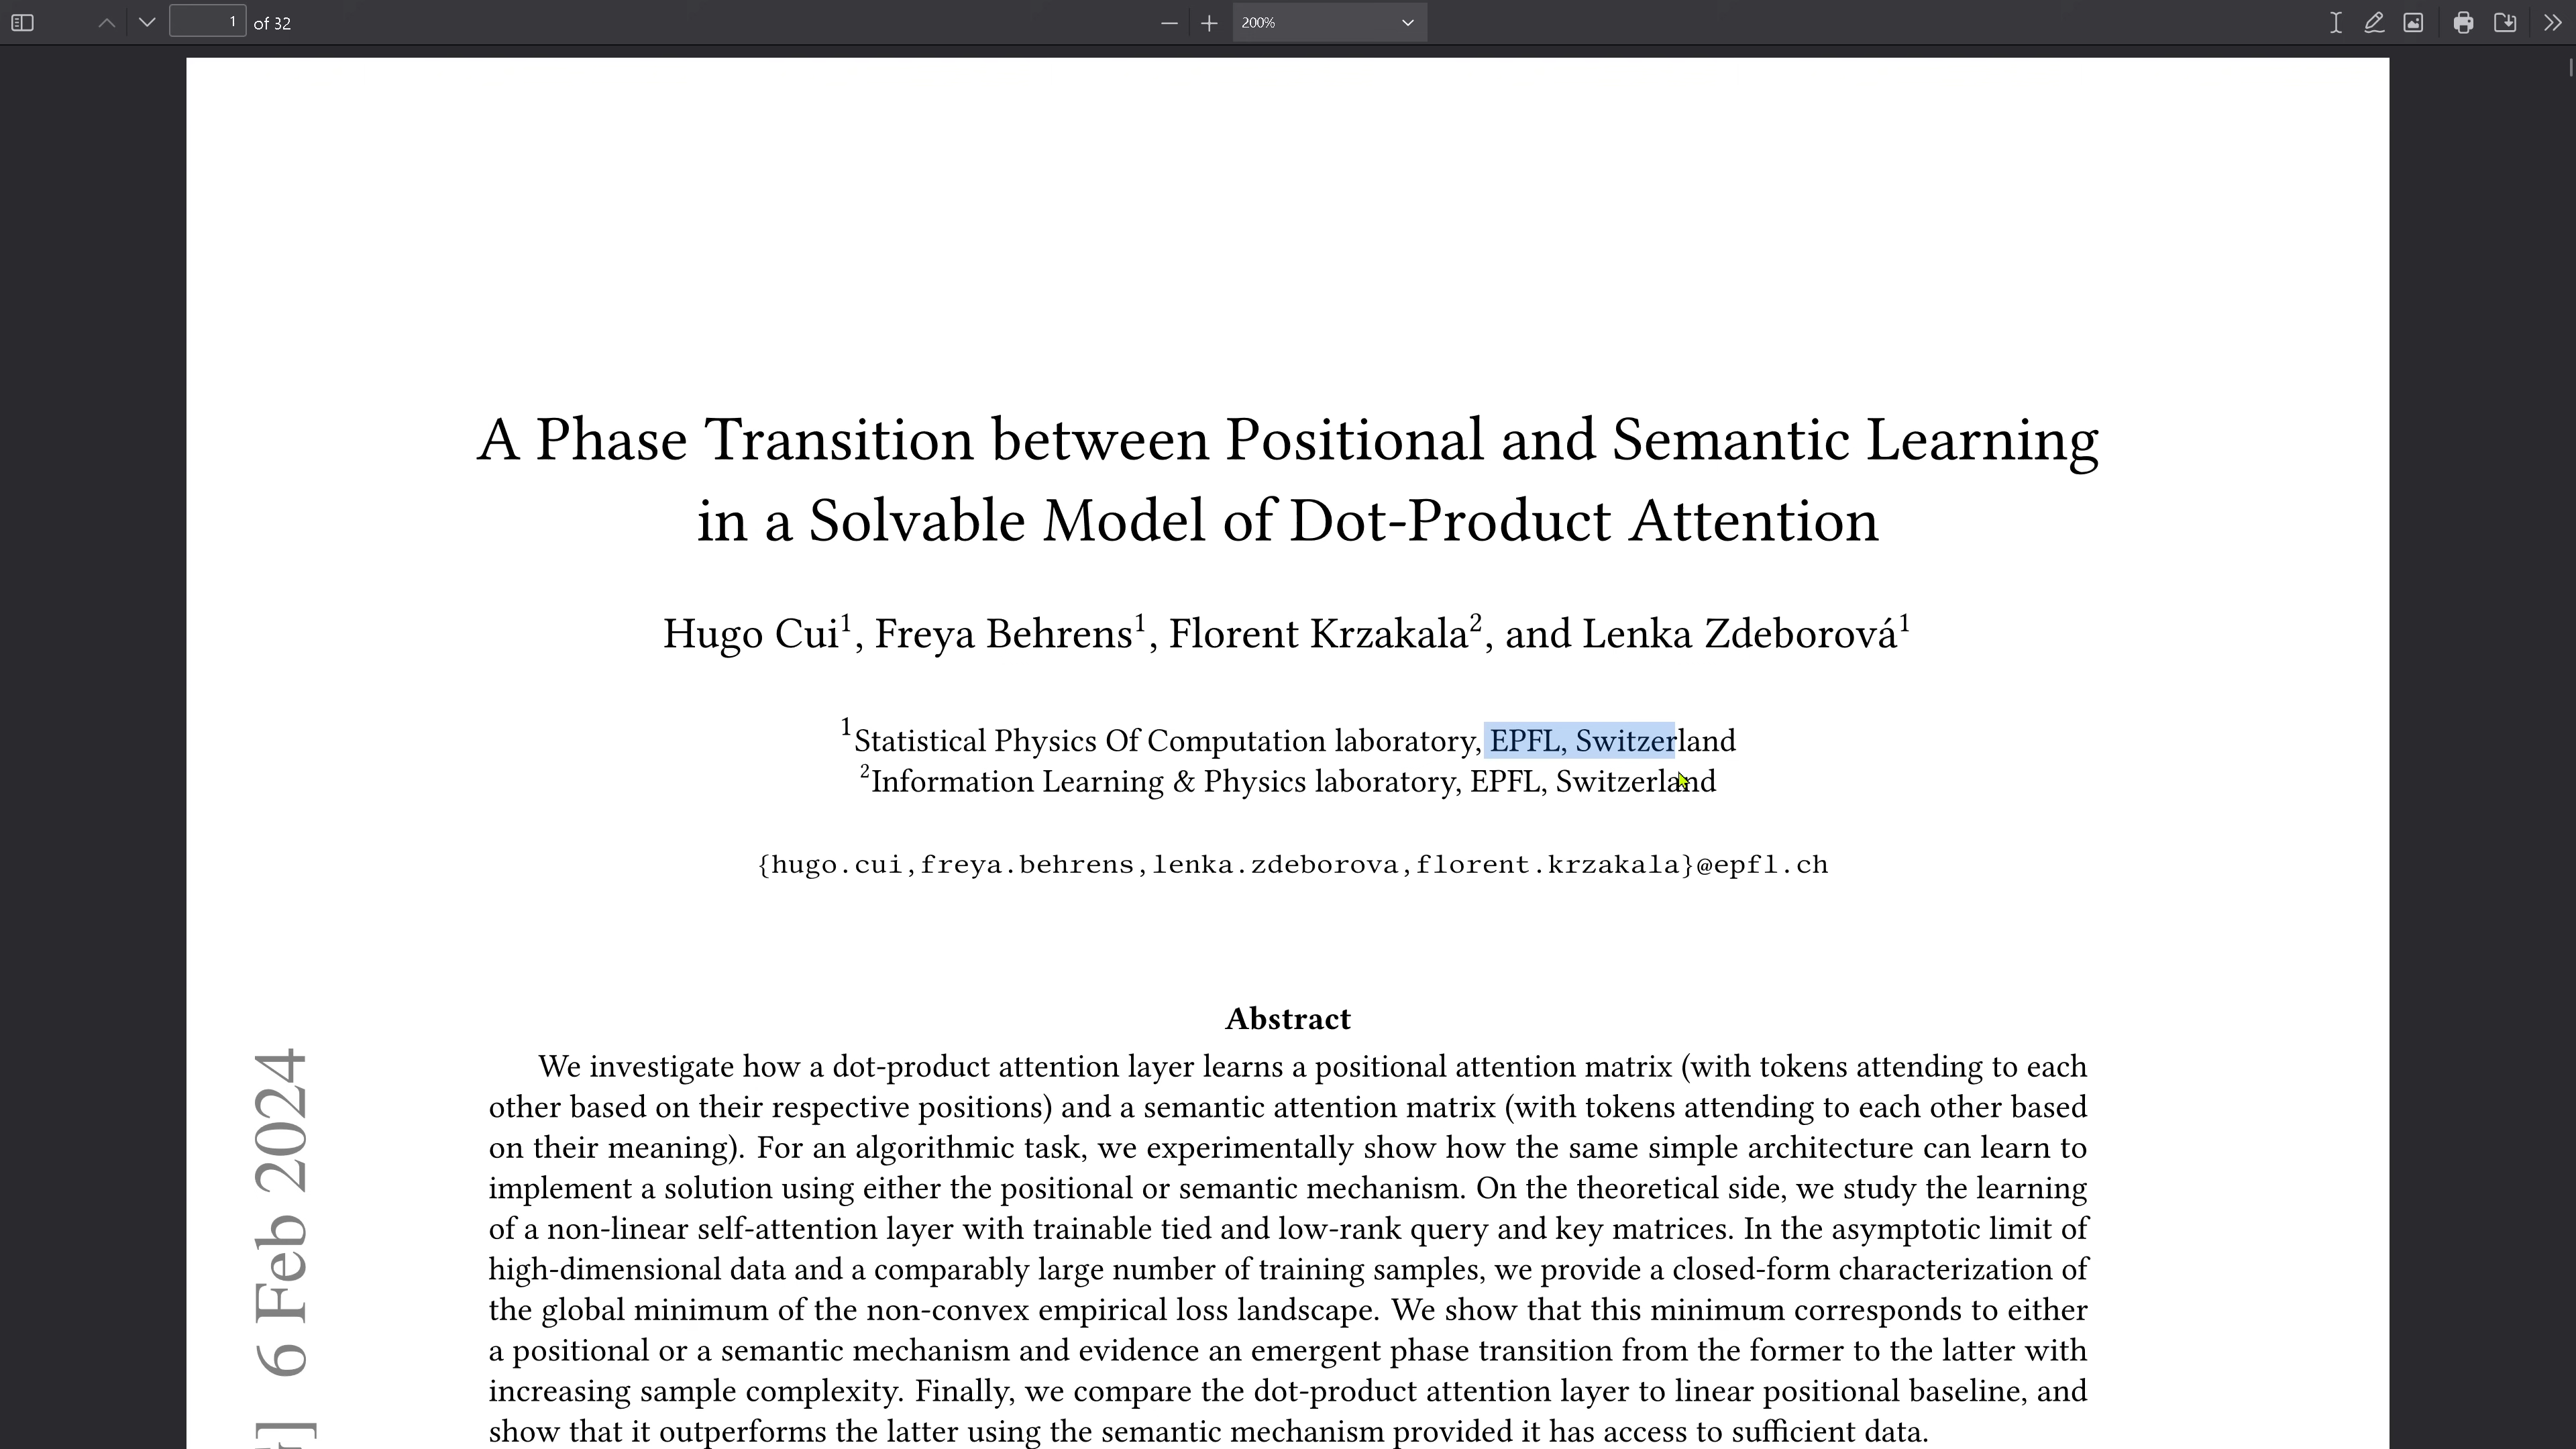 1 of 32
200%
A Phase Transition between Positional and Semantic Learning
in a Solvable Model of Dot-Product Attention
Hugo Cui¹, Freya Behrens¹, Florent Krzakala², and Lenka Zdeborová¹
¹Statistical Physics Of Computation laboratory, EPFL, Switzerland
²Information Learning & Physics laboratory, EPFL, Switzerland
{hugo.cui,freya.behrens,lenka.zdeborova,florent.krzakala}@epfl.ch
Abstract
We investigate how a dot-product attention layer learns a positional attention matrix (with tokens attending to each
other based on their respective positions) and a semantic attention matrix (with tokens attending to each other based
on their meaning). For an algorithmic task, we experimentally show how the same simple architecture can learn to
implement a solution using either the positional or semantic mechanism. On the theoretical side, we study the learning
of a non-linear self-attention layer with trainable tied and low-rank query and key matrices. In the asymptotic limit of
high-dimensional data and a comparably large number of training samples, we provide a closed-form characterization of
the global minimum of the non-convex empirical loss landscape. We show that this minimum corresponds to either
a positional or a semantic mechanism and evidence an emergent phase transition from the former to the latter with
increasing sample complexity. Finally, we compare the dot-product attention layer to linear positional baseline, and
show that it outperforms the latter using the semantic mechanism provided it has access to sufficient data.
] 6 Feb 2024